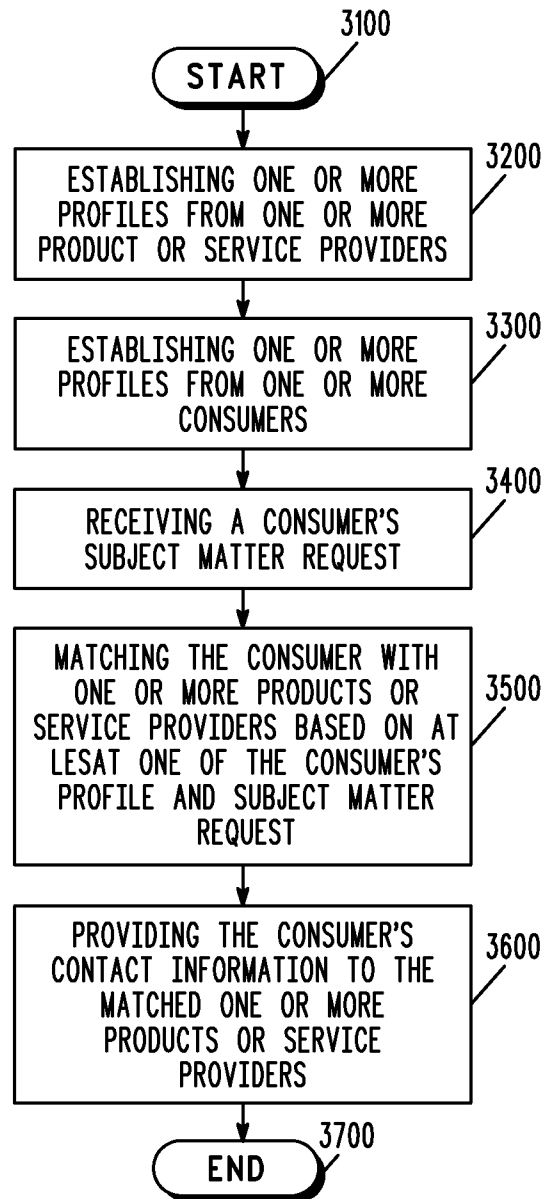 3100
START
3200
ESTABLISHING ONE OR MORE
PROFILES FROM ONE OR MORE
PRODUCT OR SERVICE PROVIDERS
3300
ESTABLISHING ONE OR MORE
PROFILES FROM ONE OR MORE
CONSUMERS
3400
RECEIVING A CONSUMER'S
SUBJECT MATTER REQUEST
3500
MATCHING THE CONSUMER WITH
ONE OR MORE PRODUCTS OR
SERVICE PROVIDERS BASED ON AT
LESAT ONE OF THE CONSUMER'S
PROFILE AND SUBJECT MATTER
REQUEST
3600
PROVIDING THE CONSUMER'S
CONTACT INFORMATION TO THE
MATCHED ONE OR MORE
PRODUCTS OR SERVICE
PROVIDERS
3700
END